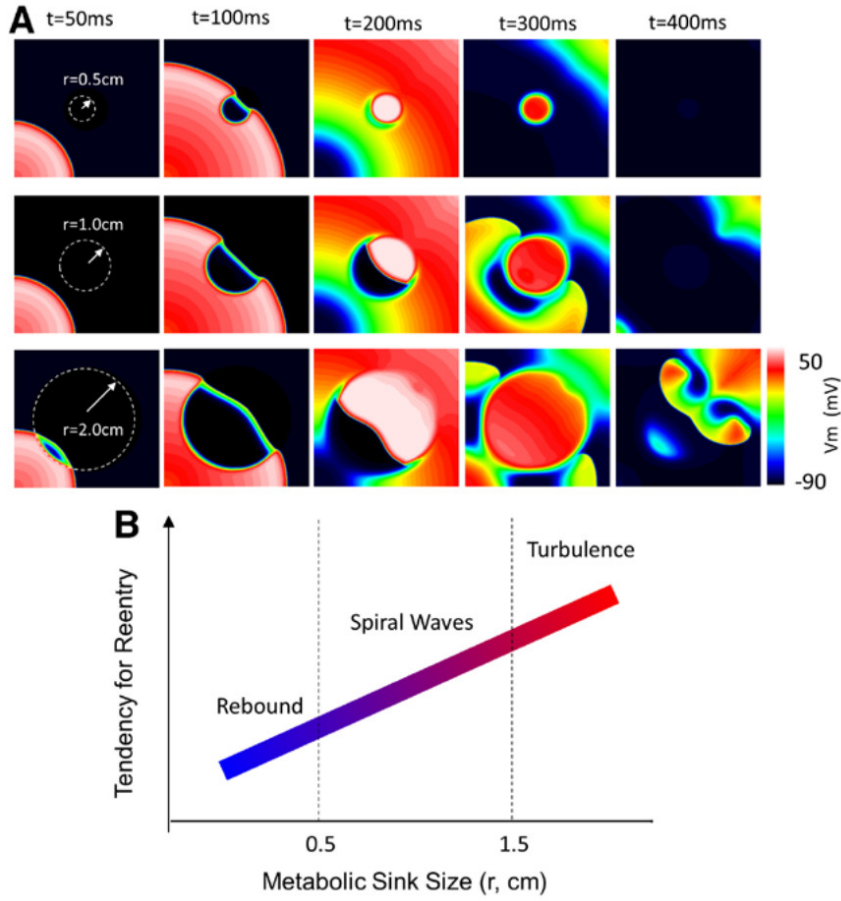 A
t=50ms t=100ms t=200ms t=300ms t=400ms
r=0.5cm
r=1.0cm
r=2.0cm
50
Vm (mV)
-90
B
Turbulence
Spiral Waves
Rebound
Tendency for Reentry
0.5 1.5
Metabolic Sink Size (r, cm)